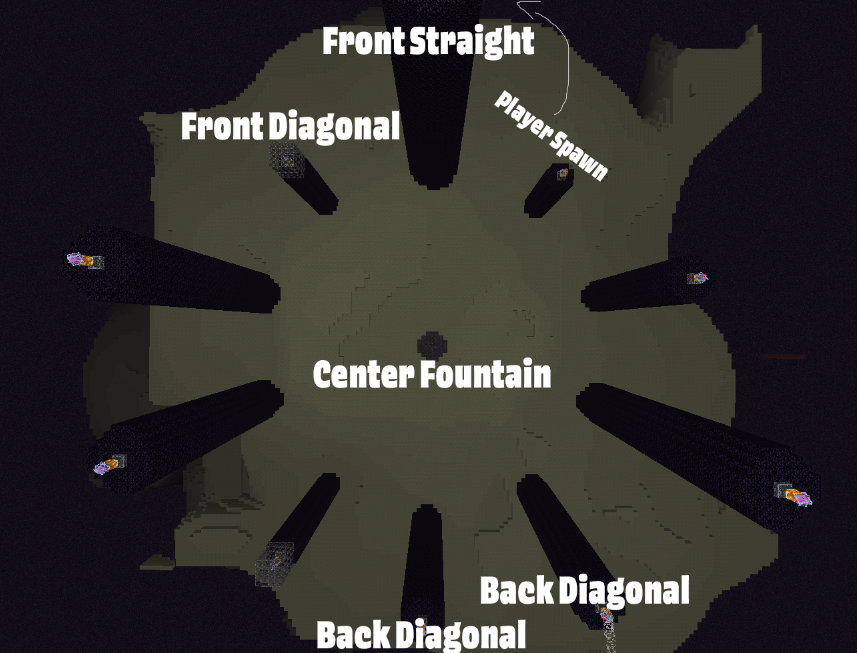 Front Straight
Player Spawn
Front Diagonal
Center Fountain
Back Diagonal
Back Diagonal